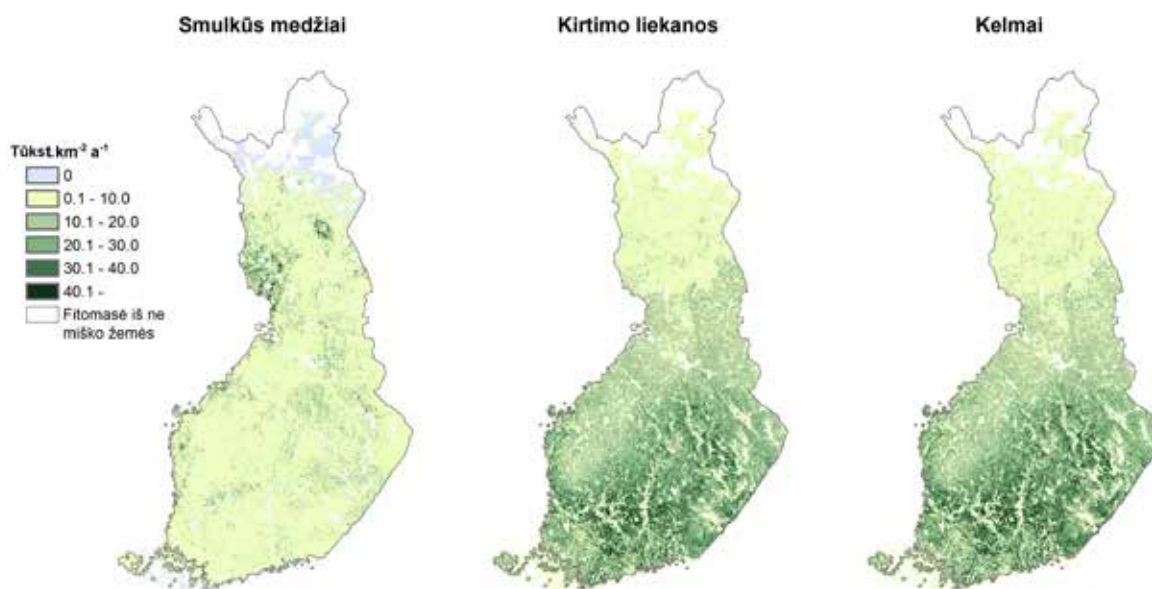 Smulkūs medžiai
Kirtimo liekanos
Kelmai
Tūkst.km⁻² a⁻¹
0
0.1 - 10.0
10.1 - 20.0
20.1 - 30.0
30.1 - 40.0
40.1 -
Fitomasė iš ne
miško žemės